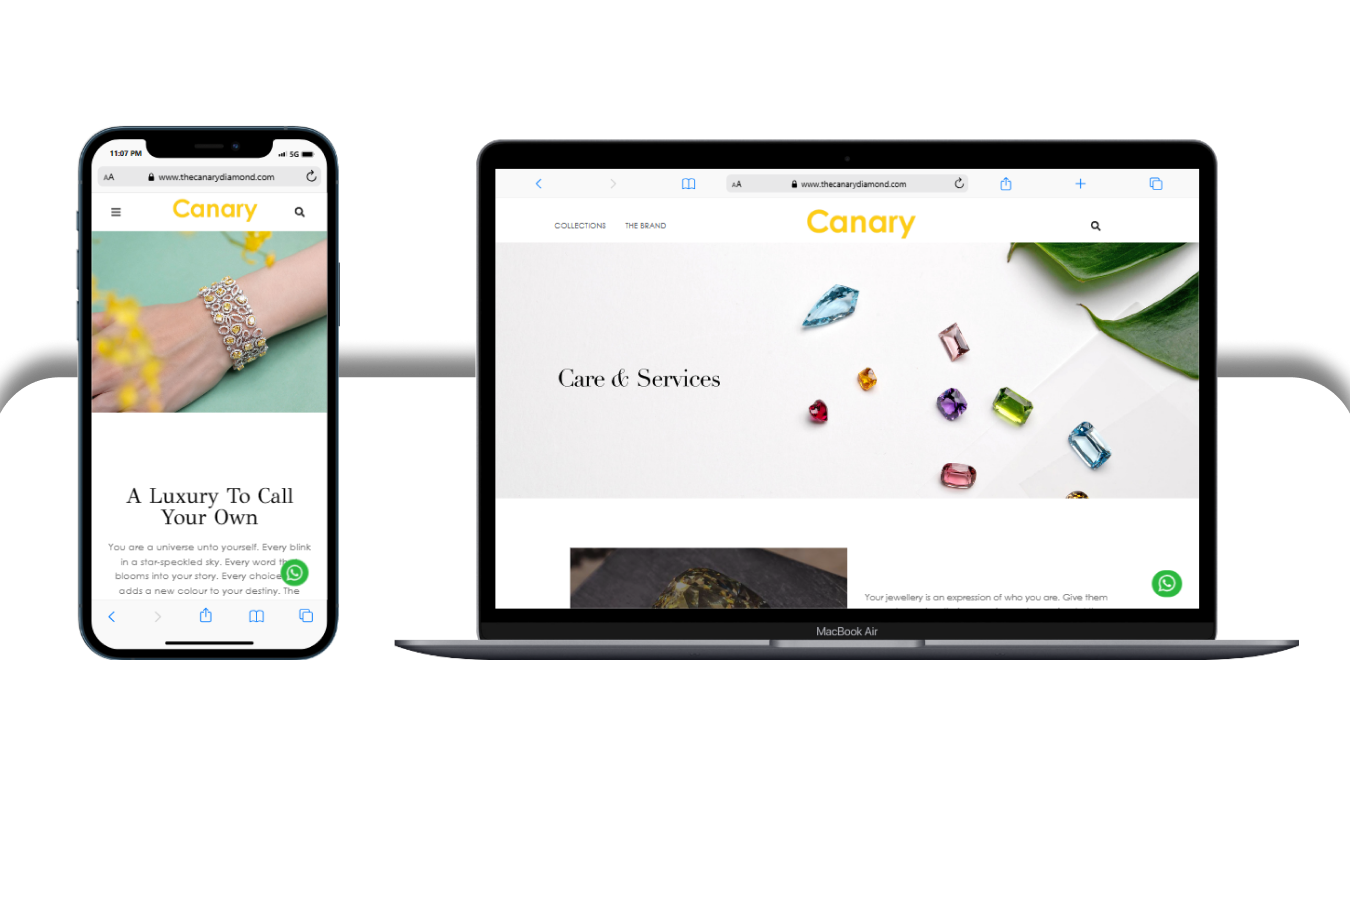 11:07 PM
5G
AA
www.thecanarydiamond.com
Canary
A Luxury To Call
Your Own
You are a universe unto yourself. Every blink
in a star-speckled sky. Every word
blooms into your story. Every choice
adds a new colour to your destiny. The
AA
www.thecanarydiamond.com
COLLECTIONS
THE BRAND
Canary
Care & Services
Your jewellery is an expression of who you are. Give them
MacBook Air